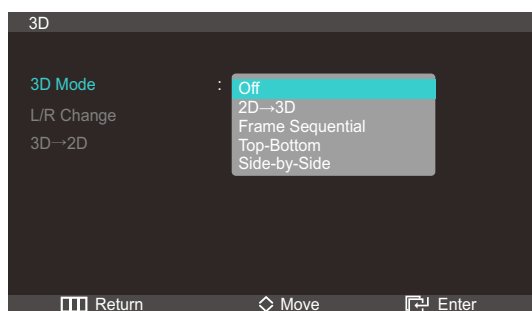 3D
3D Mode : Off
2D→3D
L/R Change
Frame Sequential
3D→2D
Top-Bottom
Side-by-Side
Return Move Enter